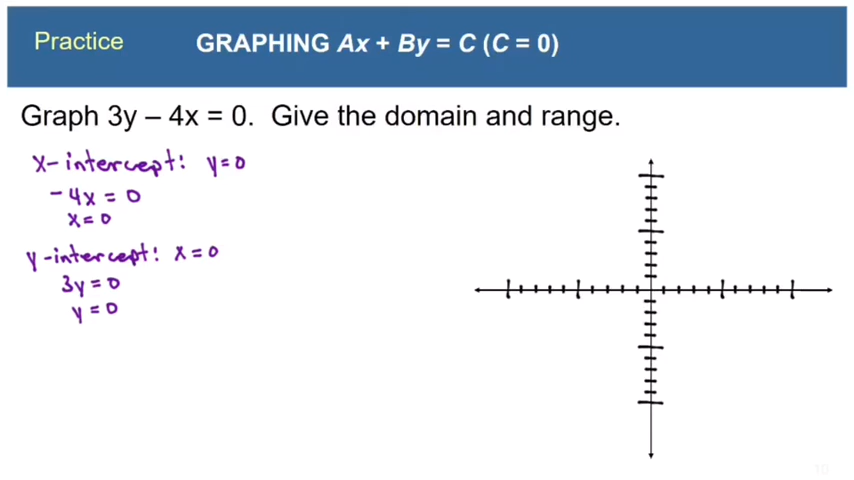 Practice
GRAPHING Ax + By = C (C = 0)
Graph 3y – 4x = 0. Give the domain and range.
x-intercept: y=0
-4x = 0
x=0
y-intercept: x=0
3y=0
y=0
10